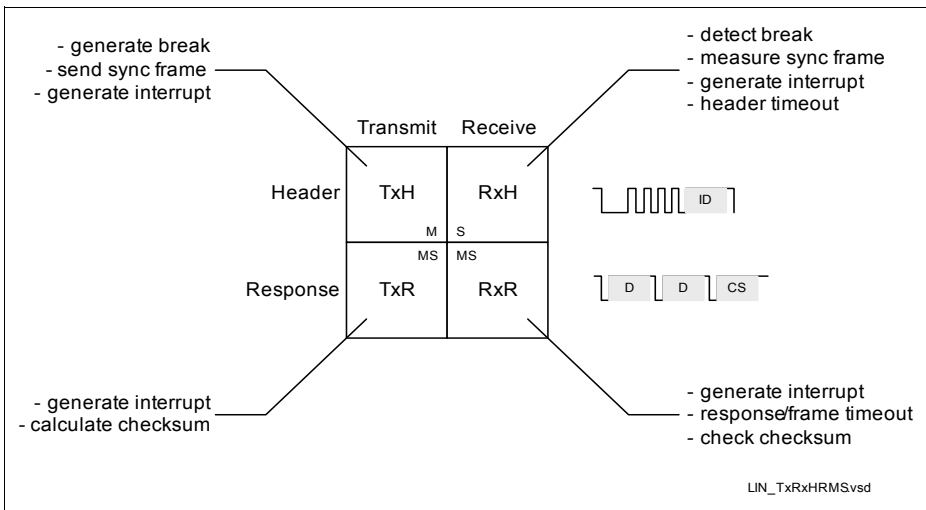 - generate break
- send sync frame
- generate interrupt
- detect break
- measure sync frame
- generate interrupt
- header timeout
Transmit Receive
Header TxH RxH ID
M S
MS MS
Response TxR RxR D D CS
- generate interrupt
- calculate checksum
- generate interrupt
- response/frame timeout
- check checksum
LIN_TxRxHRMS.vsd